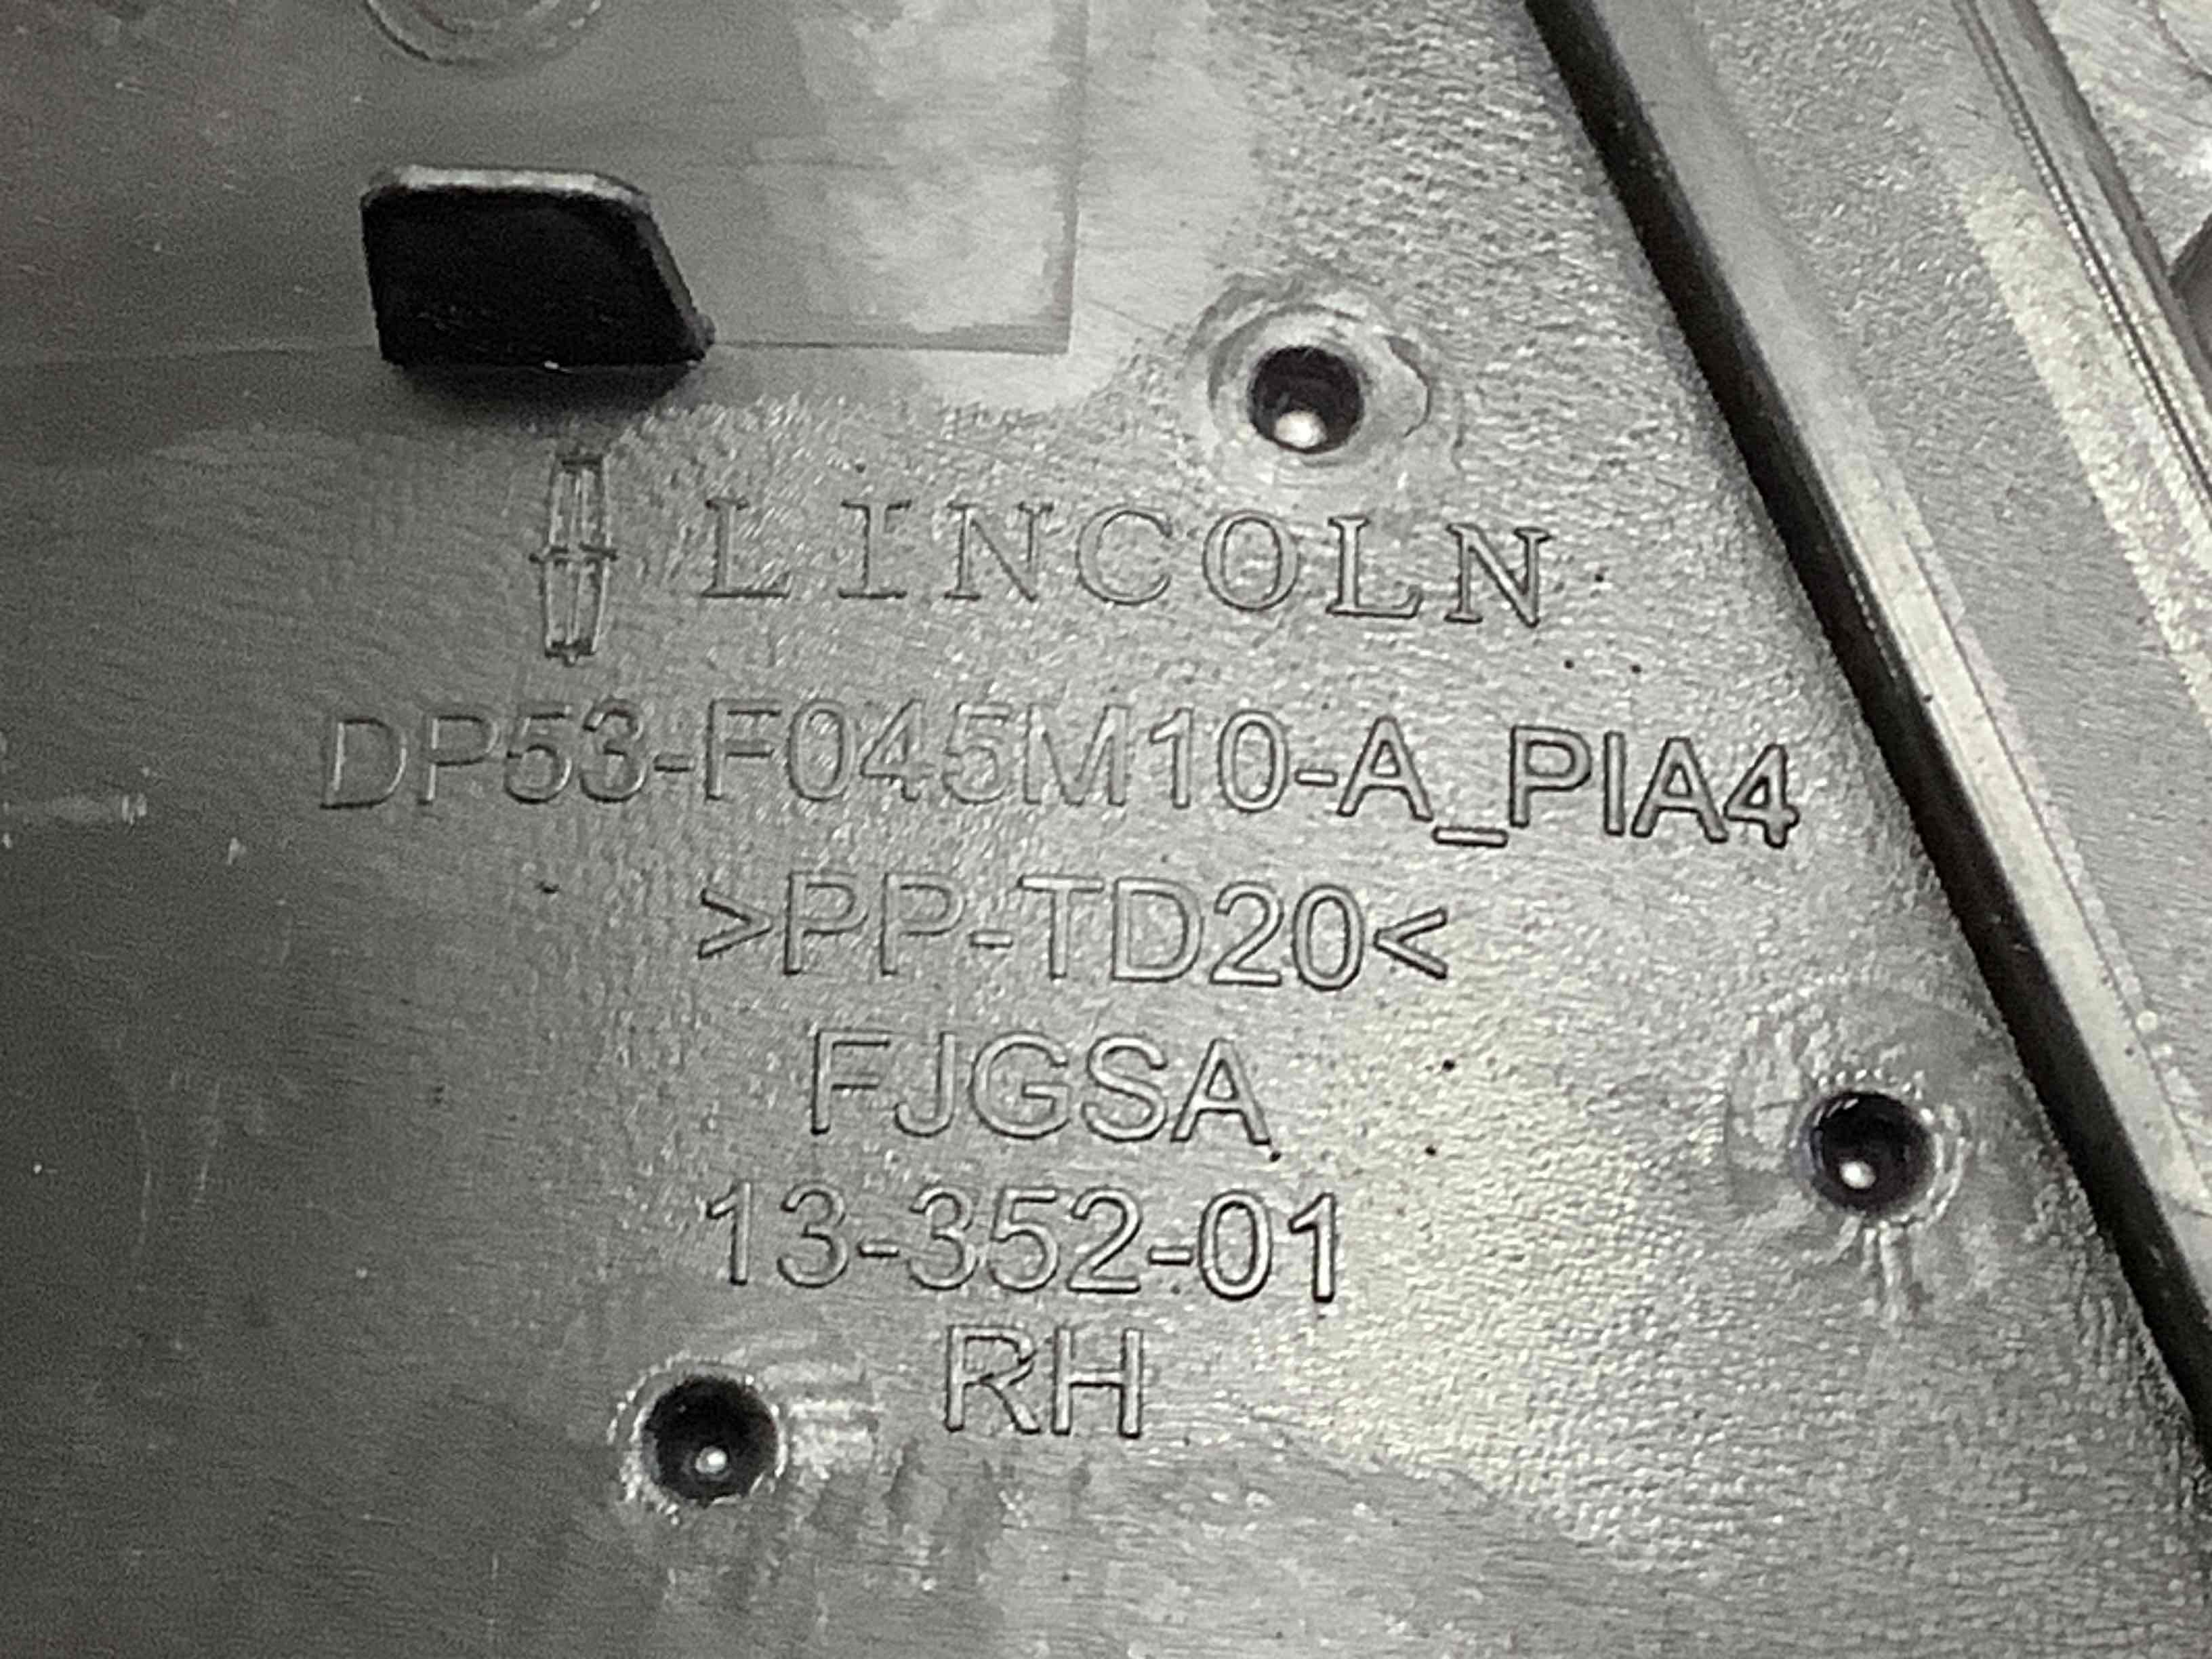 LINCOLN
DP53-F045M10-A_PIA4
>PP-TD20<
FJGSA
13-352-01
RH